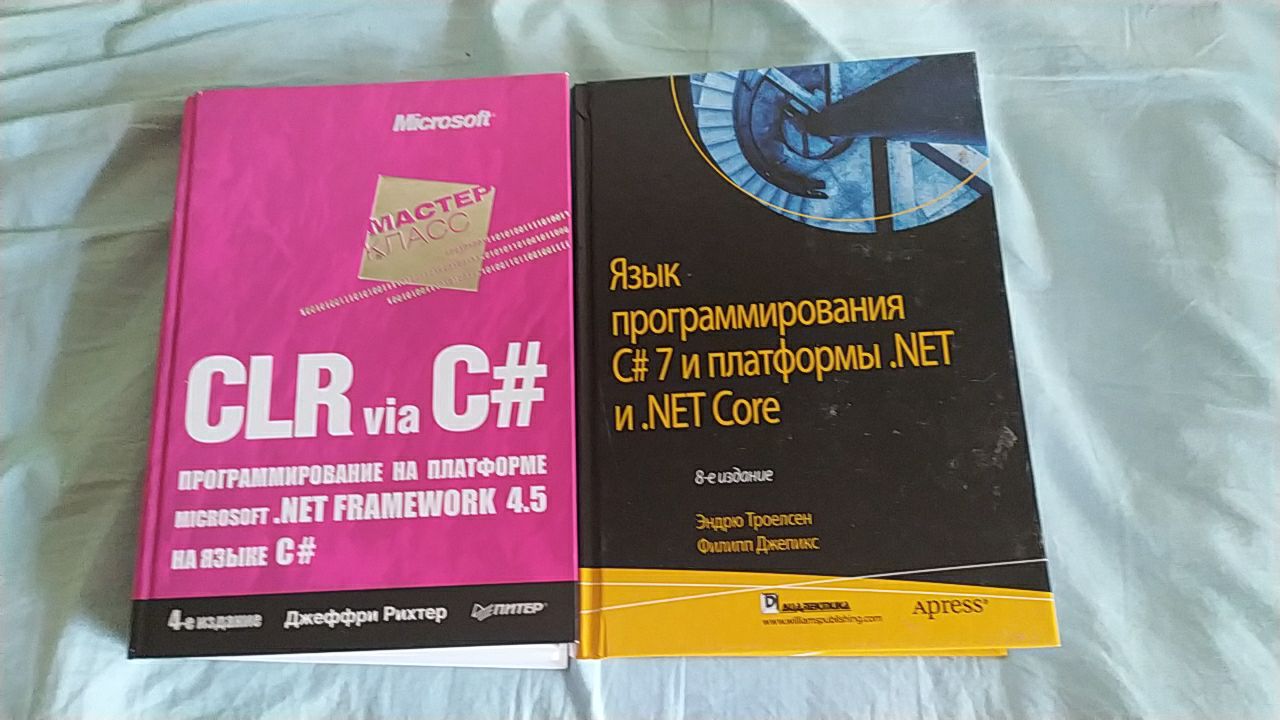 Microsoft
МАСТЕР
КЛАСС
CLR via C#
ПРОГРАММИРОВАНИЕ НА ПЛАТФОРМЕ
MICROSOFT .NET FRAMEWORK 4.5
НА ЯЗЫКЕ C#
4-е издание Джеффри Рихтер ПИТЕР
Язык
программирования
C# 7 и платформы .NET
и .NET Core
8-е издание
Эндрю Троелсен
Филипп Джепикс
ДИАЛЕКТИКА
www.williamspublishing.com
Apress®